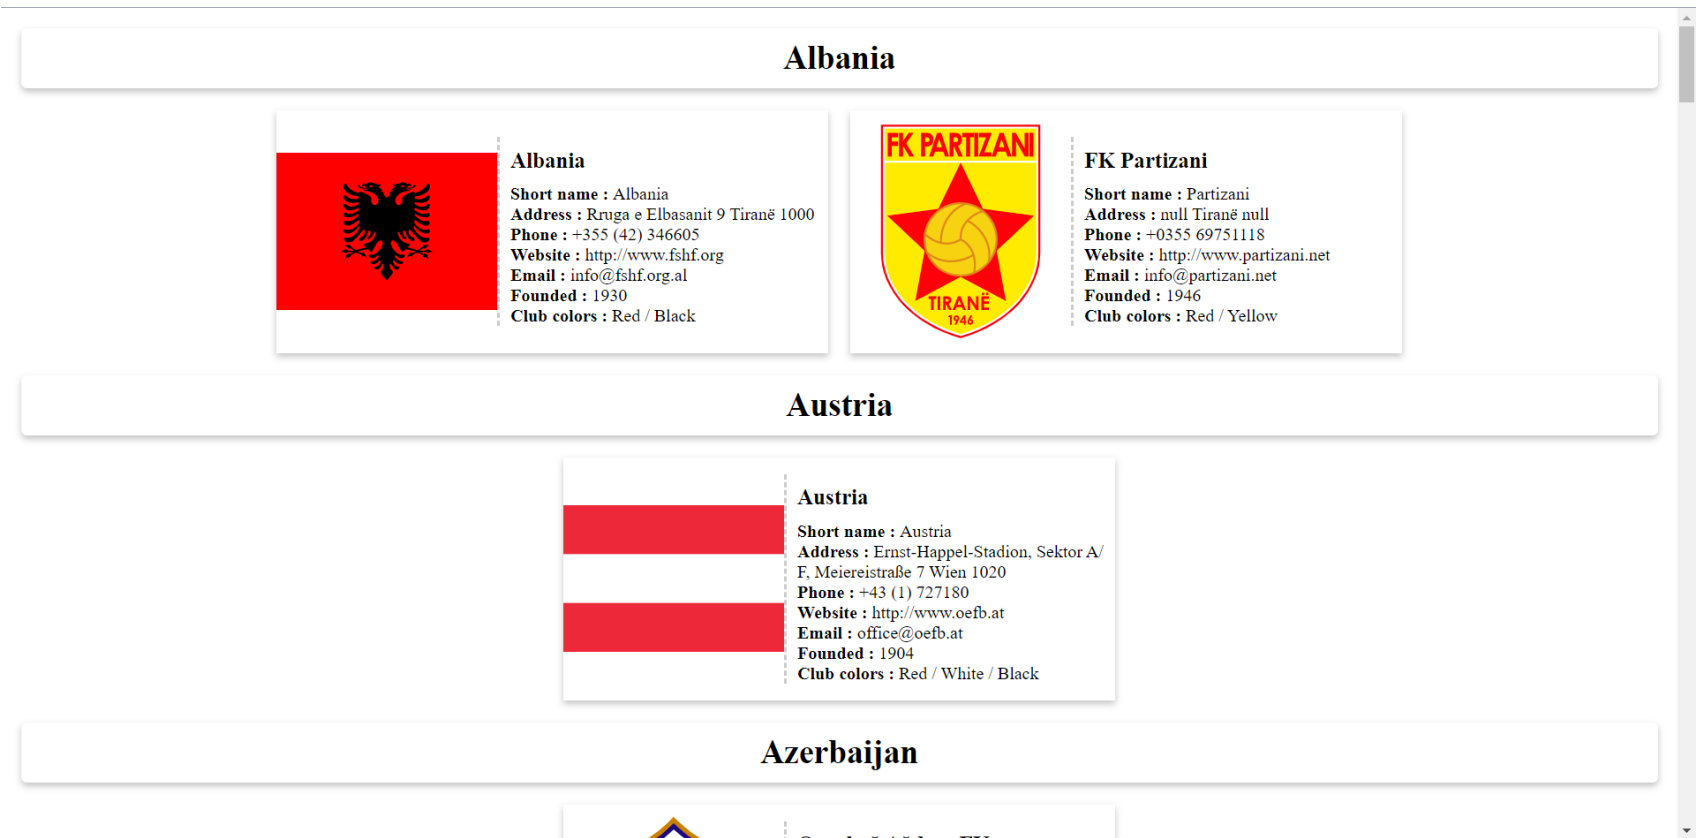 Albania
FK PARTIZANI
TIRANË
1946
Albania
Short name : Albania
Address : Rruga e Elbasanit 9 Tiranë 1000
Phone : +355 (42) 346605
Website : http://www.fshf.org
Email : info@fshf.org.al
Founded : 1930
Club colors : Red / Black
FK Partizani
Short name : Partizani
Address : null Tiranë null
Phone : +0355 69751118
Website : http://www.partizani.net
Email : info@partizani.net
Founded : 1946
Club colors : Red / Yellow
Austria
Austria
Short name : Austria
Address : Ernst-Happel-Stadion, Sektor A/
F, Meiereistraße 7 Wien 1020
Phone : +43 (1) 727180
Website : http://www.oefb.at
Email : office@oefb.at
Founded : 1904
Club colors : Red / White / Black
Azerbaijan